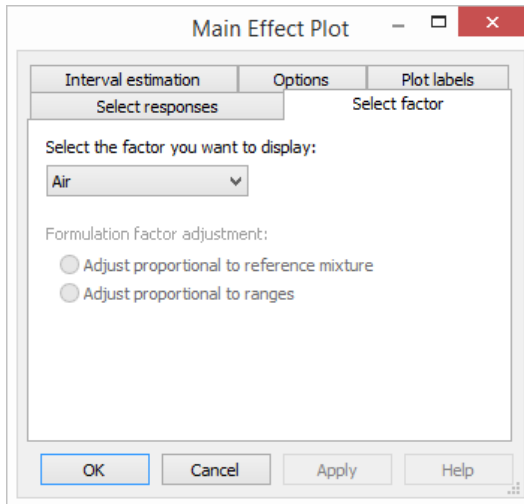 Main Effect Plot
Interval estimation Options Plot labels
Select responses Select factor
Select the factor you want to display:
Air
Formulation factor adjustment:
Adjust proportional to reference mixture
Adjust proportional to ranges
OK Cancel Apply Help